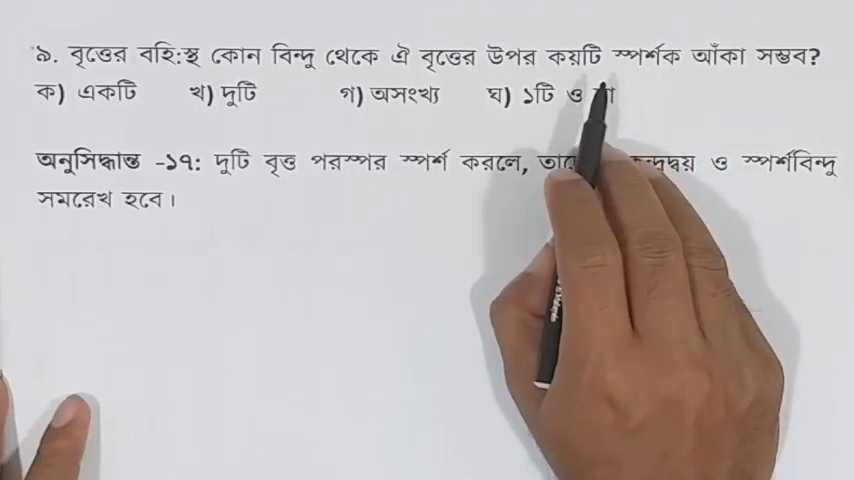 ৯. বৃত্তের বহি:স্থ কোন বিন্দু থেকে ঐ বৃত্তের উপর কয়টি স্পর্শক আঁকা সম্ভব?
ক) একটি খ) দুটি গ) অসংখ্য ঘ) ১টি ও
অনুসিদ্ধান্ত -১৭: দুটি বৃত্ত পরস্পর স্পর্শ করলে, ও স্পর্শবিন্দু
সমরেখ হবে।